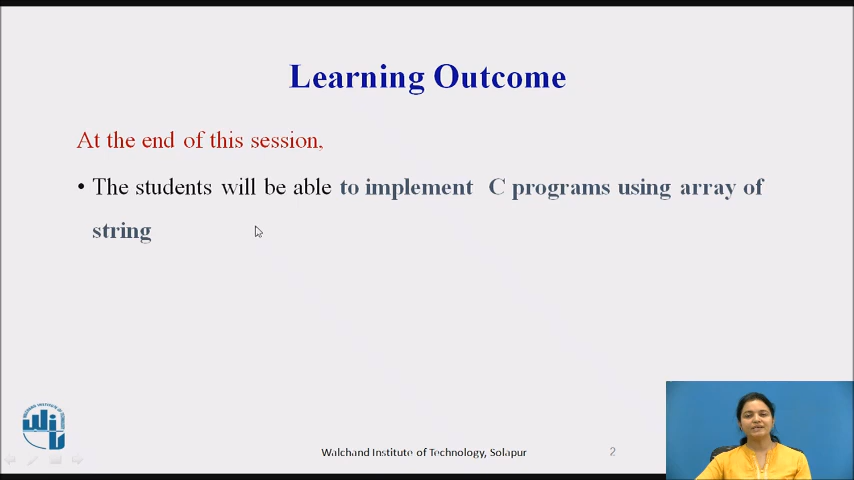 Learning Outcome
At the end of this session,
• The students will be able to implement C programs using array of
string
Walchand Institute of Technology, Solapur
2